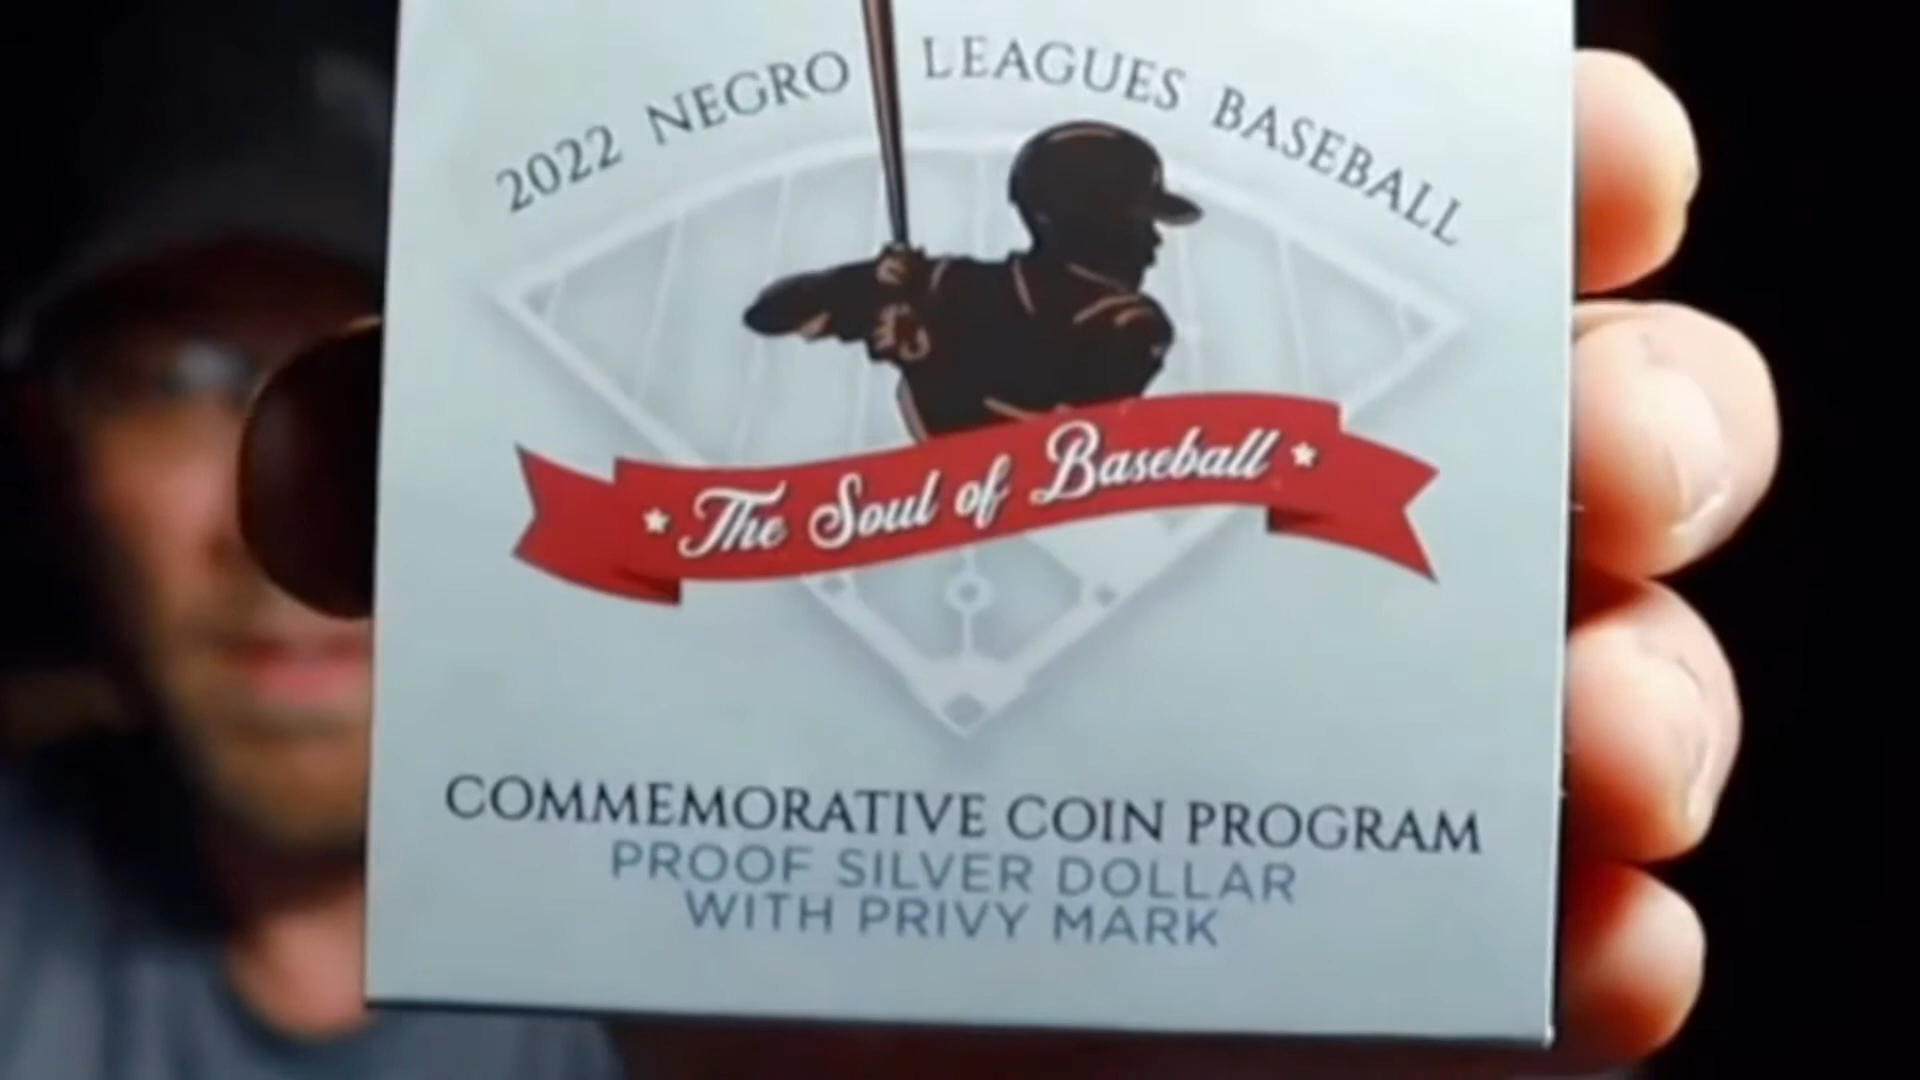 2022 NEGRO LEAGUES BASEBALL
The Soul of Baseball
COMMEMORATIVE COIN PROGRAM
PROOF SILVER DOLLAR
WITH PRIVY MARK